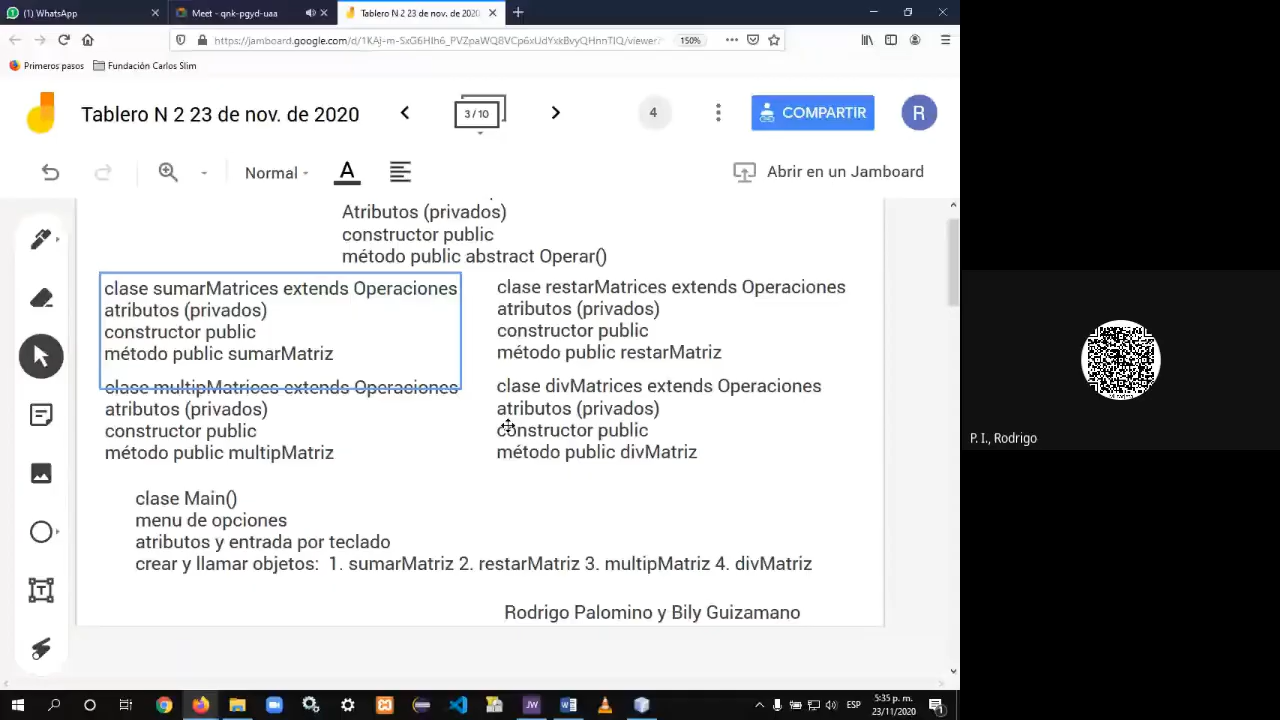 (1) WhatsApp
Meet - qnk-pgyd-uaa
Tablero N 2 23 de nov. de 2020
150%
Primeros pasos
Fundación Carlos Slim
Tablero N 2 23 de nov. de 2020
3 / 10
4
COMPARTIR
R
Normal
A
Abrir en un Jamboard
Atributos (privados)
constructor public
método public abstract Operar()
clase sumarMatrices extends Operaciones
atributos (privados)
constructor public
método public sumarMatriz
clase restarMatrices extends Operaciones
atributos (privados)
constructor public
método public restarMatriz
clase multipMatrices extends Operaciones
atributos (privados)
constructor public
método public multipMatriz
clase divMatrices extends Operaciones
atributos (privados)
constructor public
método public divMatriz
clase Main()
menu de opciones
atributos y entrada por teclado
crear y llamar objetos: 1. sumarMatriz 2. restarMatriz 3. multipMatriz 4. divMatriz
Rodrigo Palomino y Bily Guizamano
P. I., Rodrigo
JW
ESP
5:35 p. m.
23/11/2020